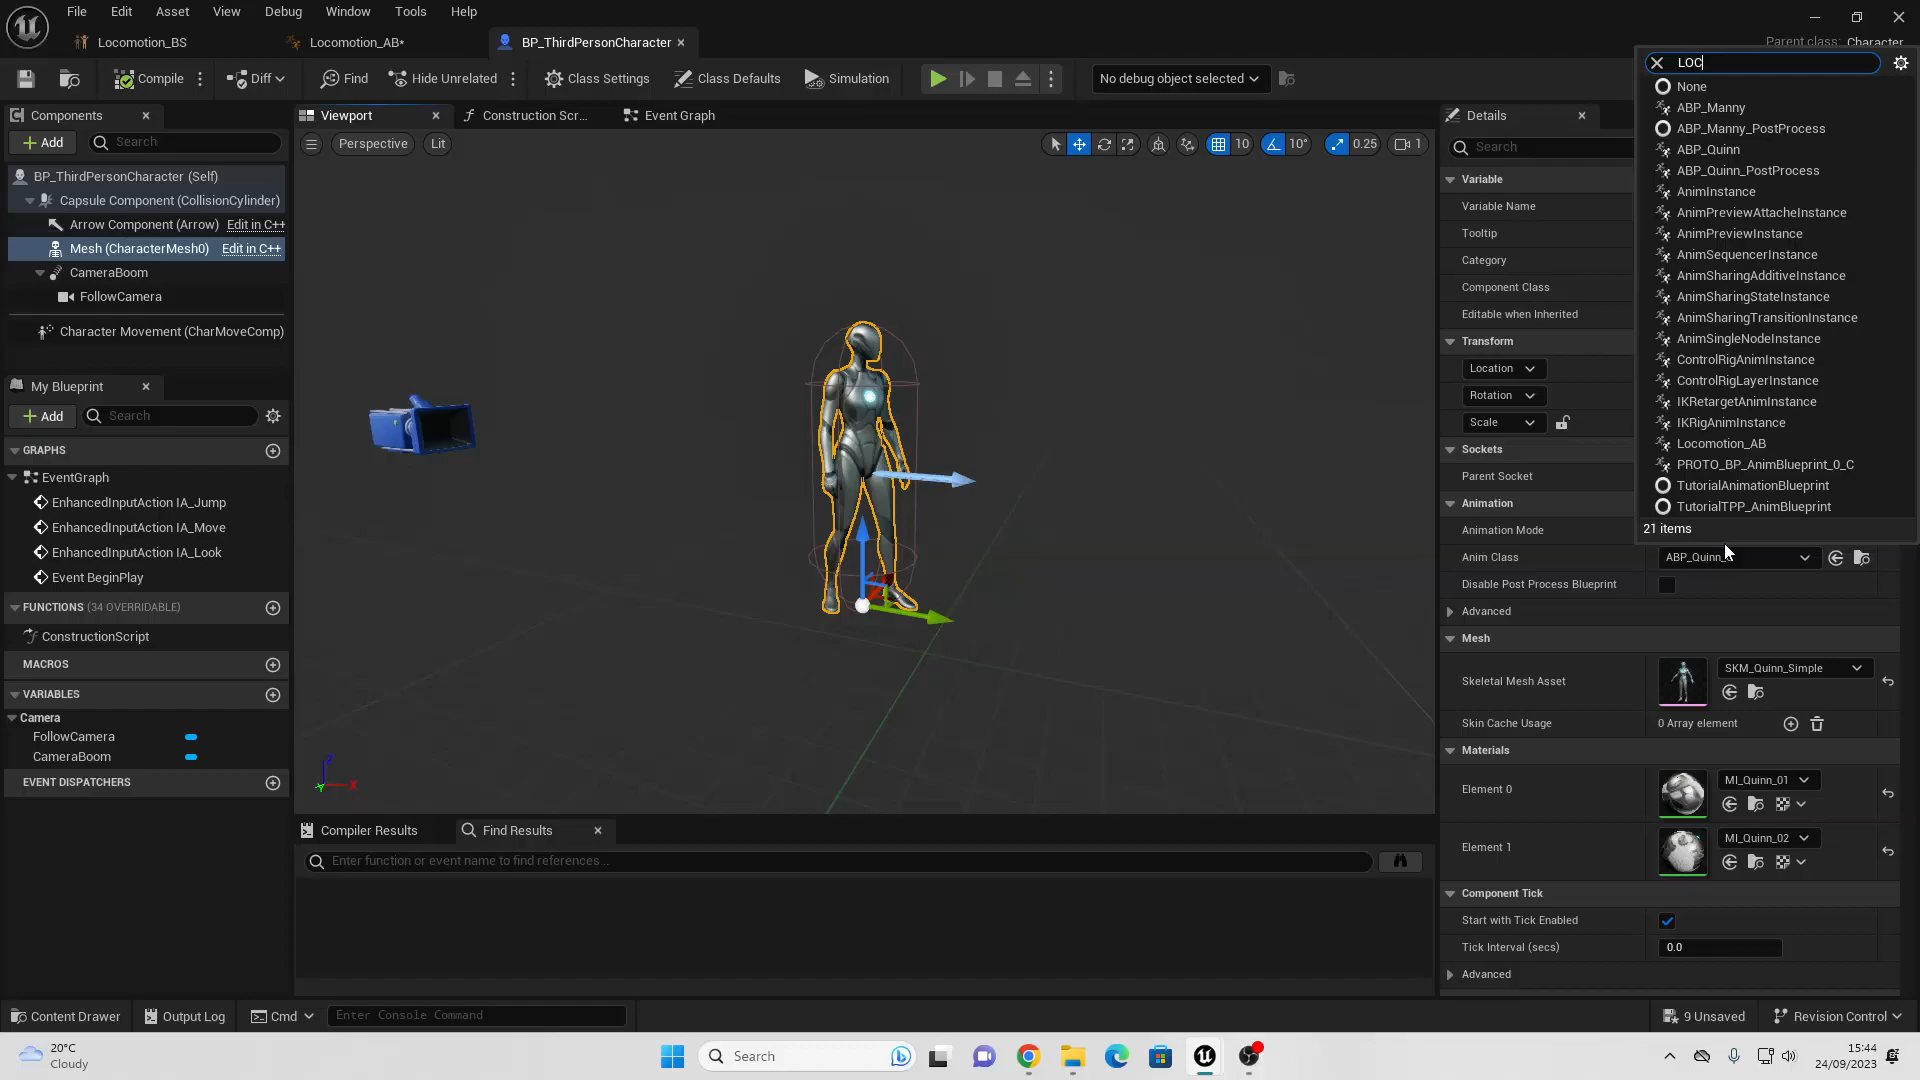 File Edit Asset View Debug Window Tools Help
Locomotion_BS
Locomotion_AB*
BP_ThirdPersonCharacter
Parent class: Character
Compile
Diff
Find
Hide Unrelated
Class Settings
Class Defaults
Simulation
No debug object selected
Components
Add
Search
BP_ThirdPersonCharacter (Self)
Capsule Component (CollisionCylinder)
Arrow Component (Arrow) Edit in C++
Mesh (CharacterMesh0) Edit in C++
CameraBoom
FollowCamera
Character Movement (CharMoveComp)
My Blueprint
Add
Search
GRAPHS
EventGraph
EnhancedInputAction IA_Jump
EnhancedInputAction IA_Move
EnhancedInputAction IA_Look
Event BeginPlay
FUNCTIONS (34 OVERRIDABLE)
ConstructionScript
MACROS
VARIABLES
Camera
FollowCamera
CameraBoom
EVENT DISPATCHERS
Viewport
Construction Scr...
Event Graph
Perspective
Lit
10
10°
0.25
1
Z
X
Y
Compiler Results
Find Results
Enter function or event name to find references...
Details
Search
Variable
Variable Name
Tooltip
Category
Component Class
Editable when Inherited
Transform
Location
Rotation
Scale
Sockets
Parent Socket
Animation
Animation Mode
Anim Class
ABP_Quinn_
Disable Post Process Blueprint
Advanced
Mesh
Skeletal Mesh Asset
SKM_Quinn_Simple
Skin Cache Usage
0 Array element
Materials
Element 0
MI_Quinn_01
Element 1
MI_Quinn_02
Component Tick
Start with Tick Enabled
Tick Interval (secs)
0.0
Advanced
LOC
None
ABP_Manny
ABP_Manny_PostProcess
ABP_Quinn
ABP_Quinn_PostProcess
AnimInstance
AnimPreviewAttacheInstance
AnimPreviewInstance
AnimSequencerInstance
AnimSharingAdditiveInstance
AnimSharingStateInstance
AnimSharingTransitionInstance
AnimSingleNodeInstance
ControlRigAnimInstance
ControlRigLayerInstance
IKRetargetAnimInstance
IKRigAnimInstance
Locomotion_AB
PROTO_BP_AnimBlueprint_0_C
TutorialAnimationBlueprint
TutorialTPP_AnimBlueprint
21 items
Content Drawer
Output Log
Cmd
Enter Console Command
9 Unsaved
Revision Control
20°C
Cloudy
Search
15:44
24/09/2023